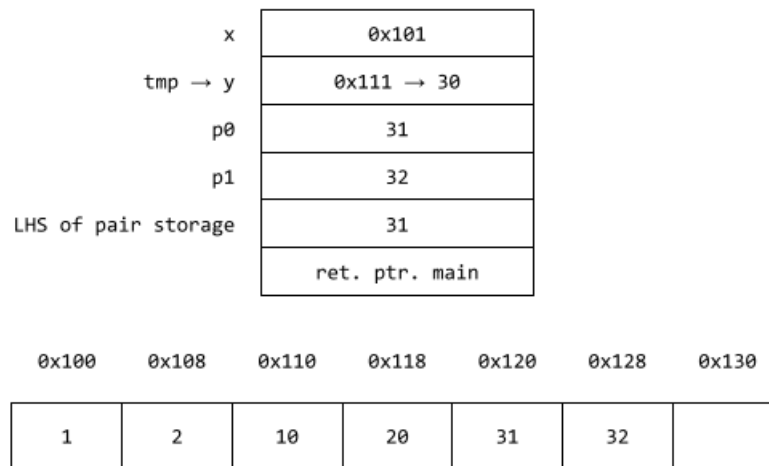 x 0x101
tmp → y 0x111 → 30
p0 31
p1 32
LHS of pair storage 31
ret. ptr. main
0x100 0x108 0x110 0x118 0x120 0x128 0x130
1 2 10 20 31 32